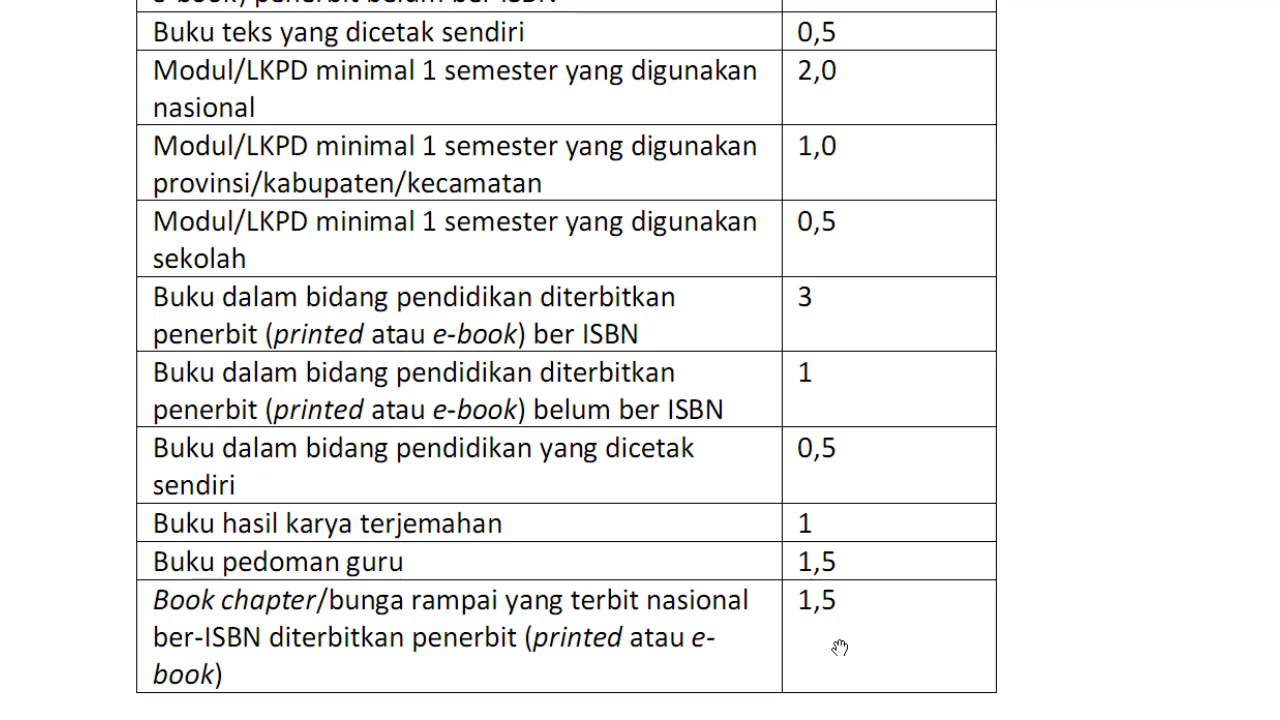 e-book) penerbit belum ber ISBN
Buku teks yang dicetak sendiri 0,5
Modul/LKPD minimal 1 semester yang digunakan 2,0
nasional
Modul/LKPD minimal 1 semester yang digunakan 1,0
provinsi/kabupaten/kecamatan
Modul/LKPD minimal 1 semester yang digunakan 0,5
sekolah
Buku dalam bidang pendidikan diterbitkan 3
penerbit (printed atau e-book) ber ISBN
Buku dalam bidang pendidikan diterbitkan 1
penerbit (printed atau e-book) belum ber ISBN
Buku dalam bidang pendidikan yang dicetak 0,5
sendiri
Buku hasil karya terjemahan 1
Buku pedoman guru 1,5
Book chapter/bunga rampai yang terbit nasional 1,5
ber-ISBN diterbitkan penerbit (printed atau e-
book)